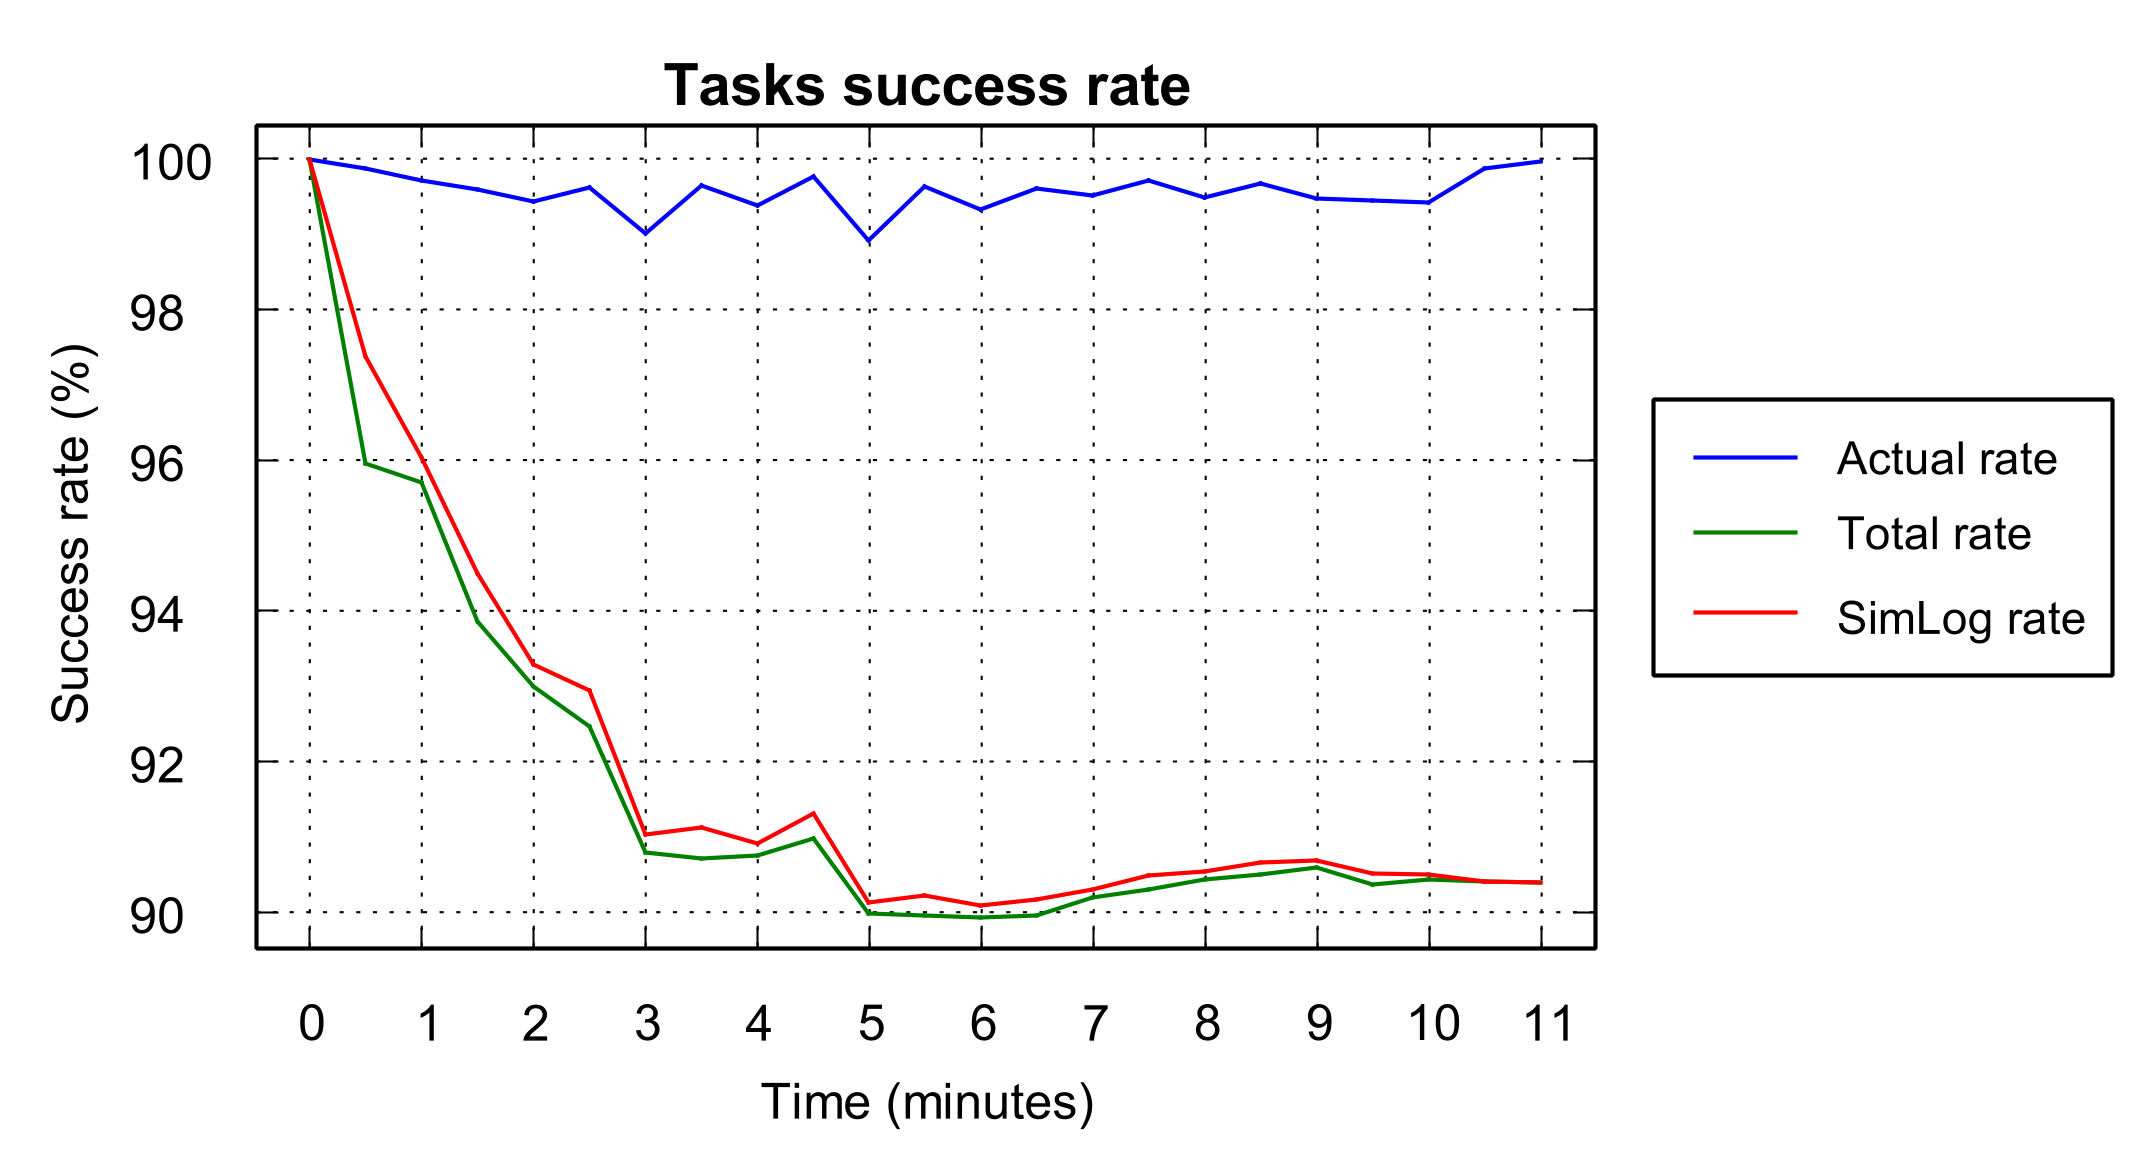 Tasks success rate
100
98
96
94
92
90
Success rate (%)
0 1 2 3 4 5 6 7 8 9 10 11
Time (minutes)
Actual rate
Total rate
SimLog rate